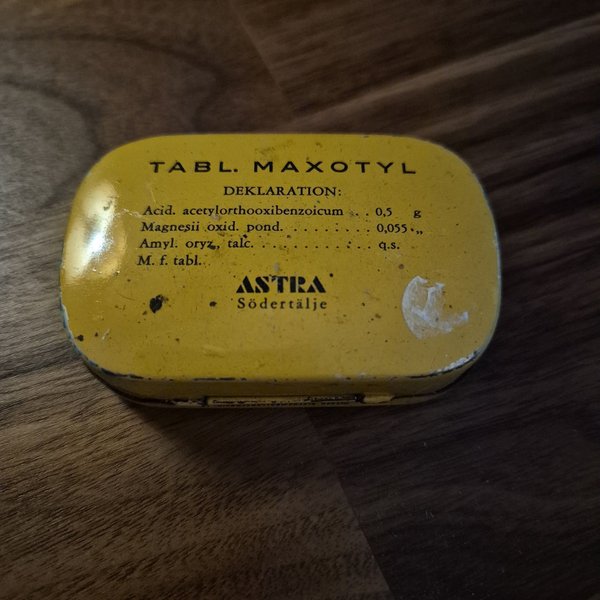 TABL. MAXOTYL
DEKLARATION:
Acid. acetylorthooxibenzoicum . . 0,5 g
Magnesii oxid. pond. . . . . . . . . 0,055 „
Amyl. oryz., talc. . . . . . . . . . . . q.s.
M. f. tabl.
ASTRA
Södertälje